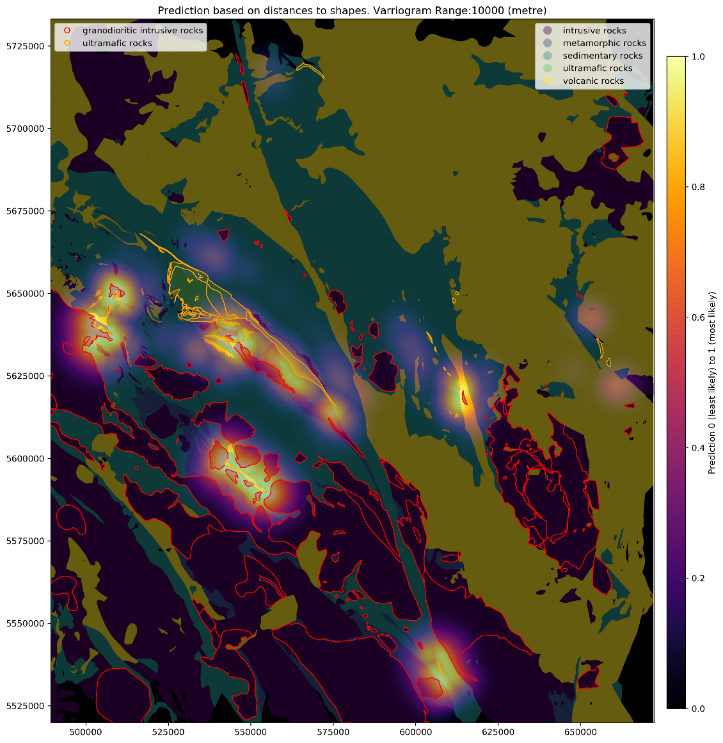 Prediction based on distances to shapes. Varriogram Range:10000 (metre)
granodioritic intrusive rocks
ultramafic rocks
intrusive rocks
metamorphic rocks
sedimentary rocks
ultramafic rocks
volcanic rocks
5725000
5700000
5675000
5650000
5625000
5600000
5575000
5550000
5525000
500000 525000 550000 575000 600000 625000 650000
1.0
0.8
0.6
0.4
0.2
0.0
Prediction 0 (least likely) to 1 (most likely)